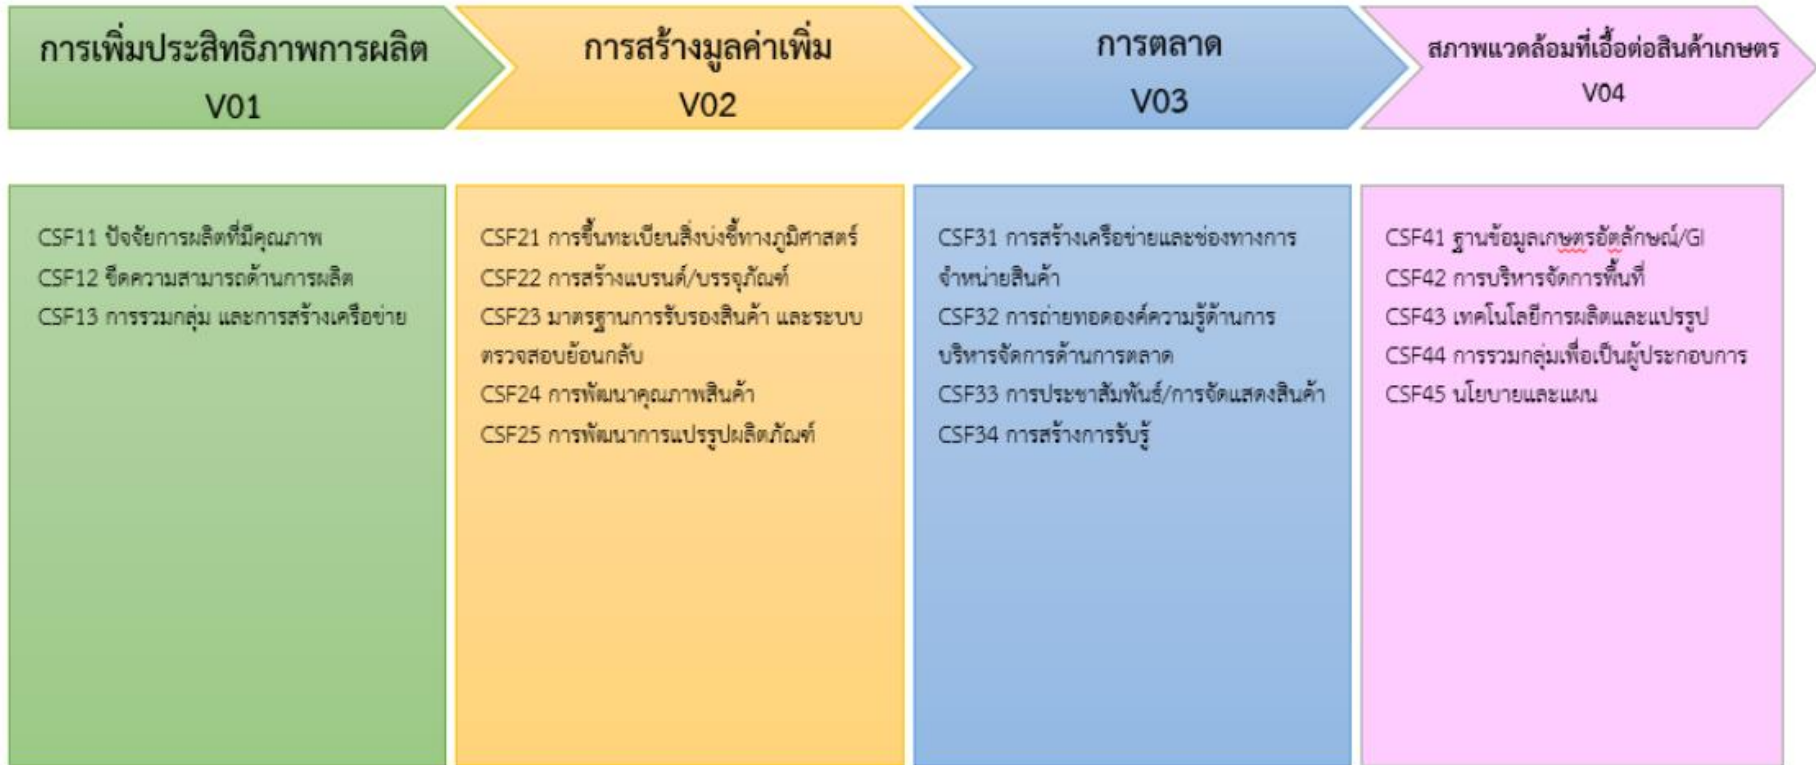 การเพิ่มประสิทธิภาพการผลิต
V01
การสร้างมูลค่าเพิ่ม
V02
การตลาด
V03
สภาพแวดล้อมที่เอื้อต่อสินค้าเกษตร
V04
CSF11 ปัจจัยการผลิตที่มีคุณภาพ
CSF12 ขีดความสามารถด้านการผลิต
CSF13 การรวมกลุ่ม และการสร้างเครือข่าย
CSF21 การขึ้นทะเบียนสิ่งบ่งชี้ทางภูมิศาสตร์
CSF22 การสร้างแบรนด์/บรรจุภัณฑ์
CSF23 มาตรฐานการรับรองสินค้า และระบบ
ตรวจสอบย้อนกลับ
CSF24 การพัฒนาคุณภาพสินค้า
CSF25 การพัฒนาการแปรรูปผลิตภัณฑ์
CSF31 การสร้างเครือข่ายและช่องทางการ
จำหน่ายสินค้า
CSF32 การถ่ายทอดองค์ความรู้ด้านการ
บริหารจัดการด้านการตลาด
CSF33 การประชาสัมพันธ์/การจัดแสดงสินค้า
CSF34 การสร้างการรับรู้
CSF41 ฐานข้อมูลเกษตรอัตลักษณ์/GI
CSF42 การบริหารจัดการพื้นที่
CSF43 เทคโนโลยีการผลิตและแปรรูป
CSF44 การรวมกลุ่มเพื่อเป็นผู้ประกอบการ
CSF45 นโยบายและแผน